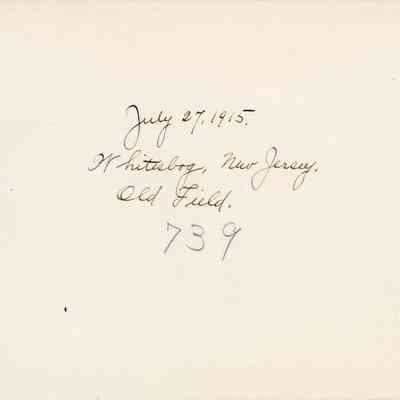 July 27, 1915.
Whitesbog, New Jersey.
Old Field.
739